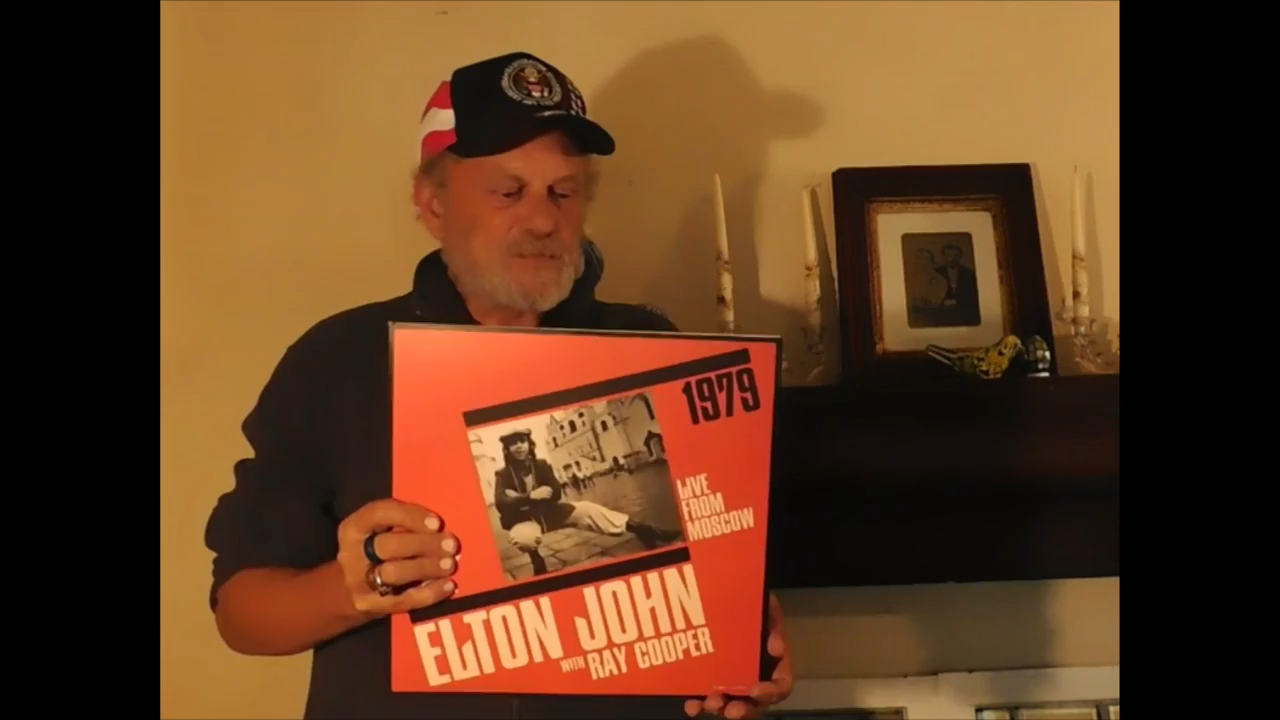 1979
LIVE
FROM
MOSCOW
ELTON JOHN
WITH RAY COOPER